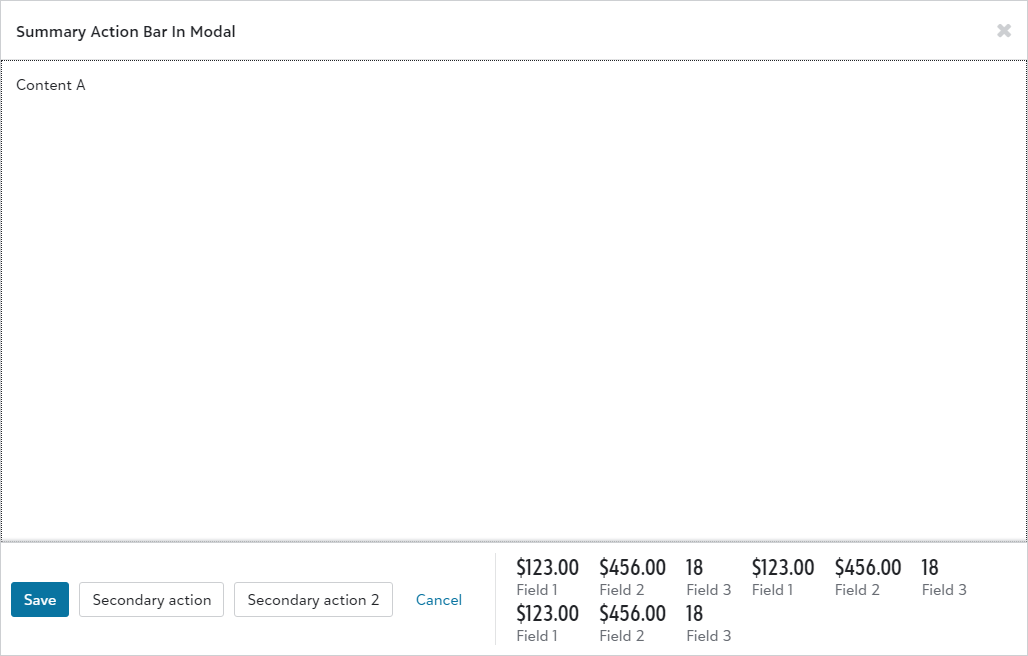 Summary Action Bar In Modal
Content A
Save Secondary action Secondary action 2 Cancel
$123.00 $456.00 18 $123.00 $456.00 18
Field 1 Field 2 Field 3 Field 1 Field 2 Field 3
$123.00 $456.00 18
Field 1 Field 2 Field 3